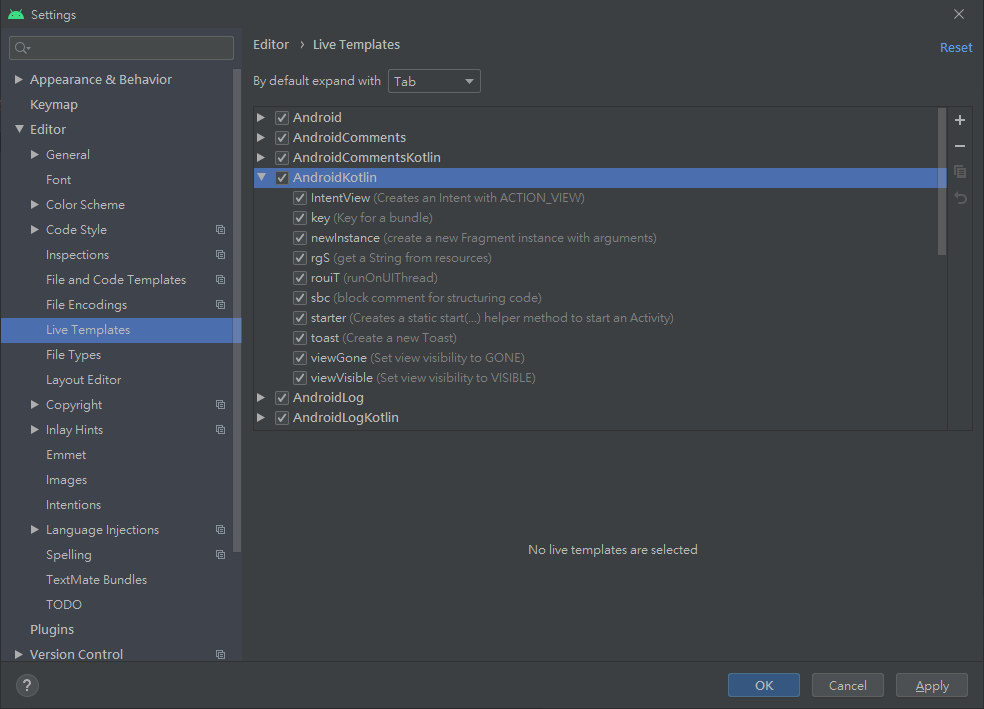 Settings
Appearance & Behavior
Keymap
Editor
General
Font
Color Scheme
Code Style
Inspections
File and Code Templates
File Encodings
Live Templates
File Types
Layout Editor
Copyright
Inlay Hints
Emmet
Images
Intentions
Language Injections
Spelling
TextMate Bundles
TODO
Plugins
Version Control
Editor › Live Templates
Reset
By default expand with Tab
Android
AndroidComments
AndroidCommentsKotlin
AndroidKotlin
IntentView (Creates an Intent with ACTION_VIEW)
key (Key for a bundle)
newInstance (create a new Fragment instance with arguments)
rgS (get a String from resources)
rouiT (runOnUIThread)
sbc (block comment for structuring code)
starter (Creates a static start(...) helper method to start an Activity)
toast (Create a new Toast)
viewGone (Set view visibility to GONE)
viewVisible (Set view visibility to VISIBLE)
AndroidLog
AndroidLogKotlin
No live templates are selected
?
OK Cancel Apply